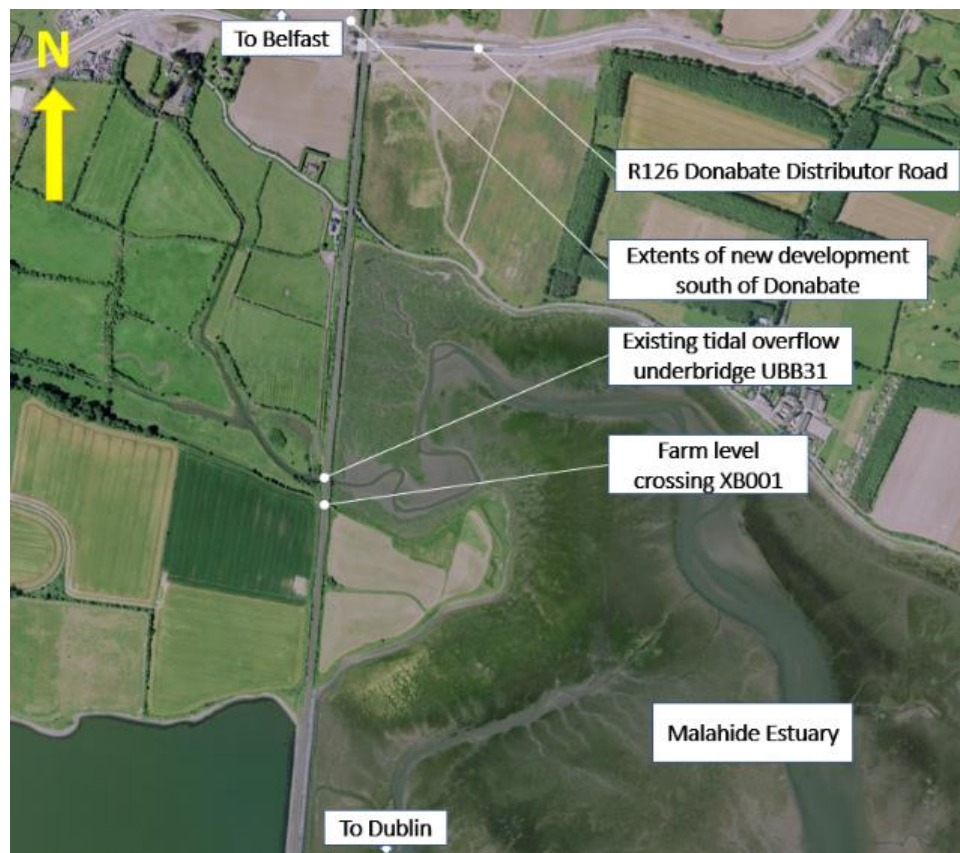 To Belfast
N
R126 Donabate Distributor Road
Extents of new development
south of Donabate
Existing tidal overflow
underbridge UBB31
Farm level
crossing XB001
Malahide Estuary
To Dublin